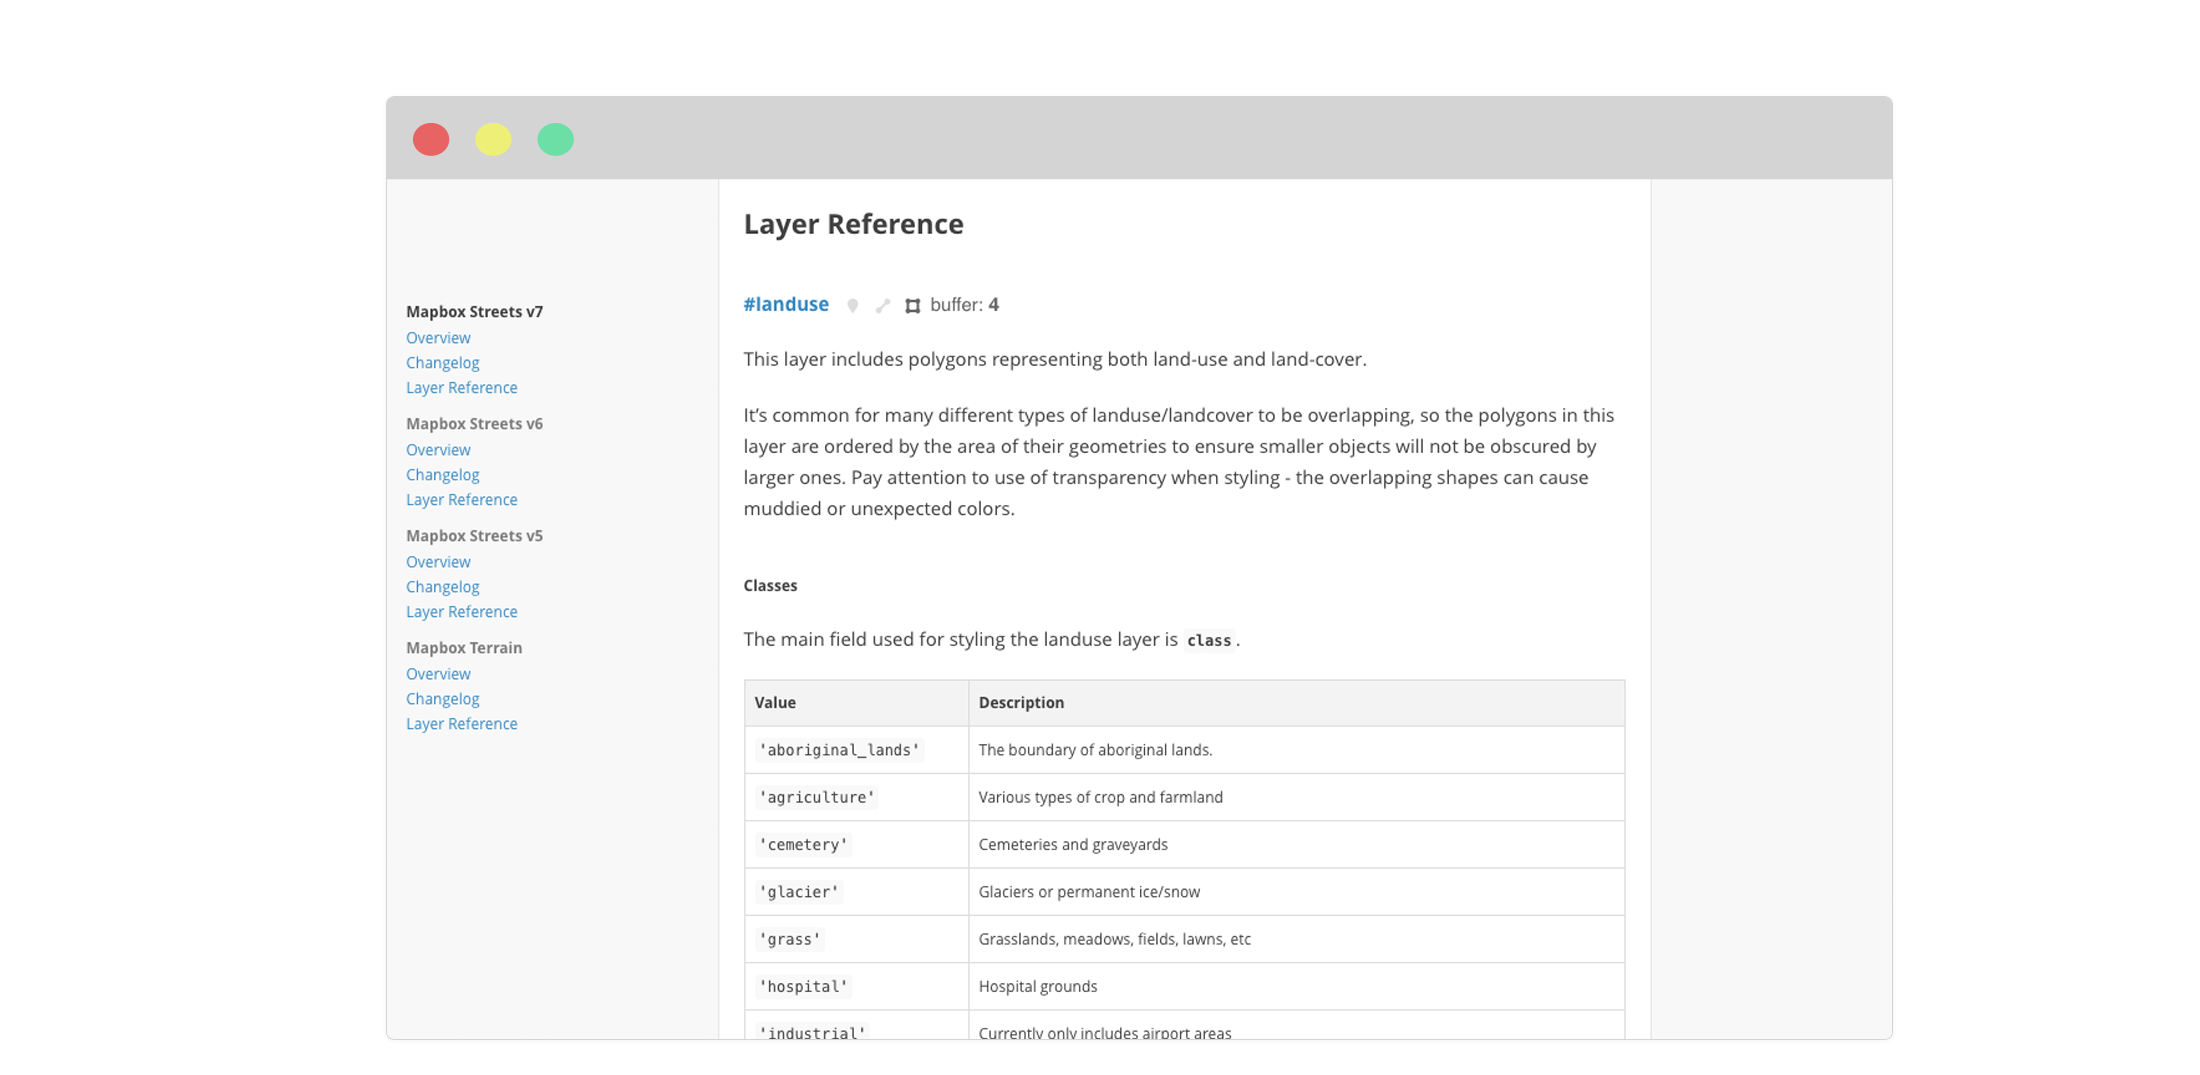 Mapbox Streets v7
Overview
Changelog
Layer Reference
Mapbox Streets v6
Overview
Changelog
Layer Reference
Mapbox Streets v5
Overview
Changelog
Layer Reference
Mapbox Terrain
Overview
Changelog
Layer Reference
Layer Reference
#landuse buffer: 4
This layer includes polygons representing both land-use and land-cover.
It’s common for many different types of landuse/landcover to be overlapping, so the polygons in this
layer are ordered by the area of their geometries to ensure smaller objects will not be obscured by
larger ones. Pay attention to use of transparency when styling - the overlapping shapes can cause
muddied or unexpected colors.
Classes
The main field used for styling the landuse layer is class.
Value Description
'aboriginal_lands' The boundary of aboriginal lands.
'agriculture' Various types of crop and farmland
'cemetery' Cemeteries and graveyards
'glacier' Glaciers or permanent ice/snow
'grass' Grasslands, meadows, fields, lawns, etc
'hospital' Hospital grounds
'industrial' Currently only includes airport areas